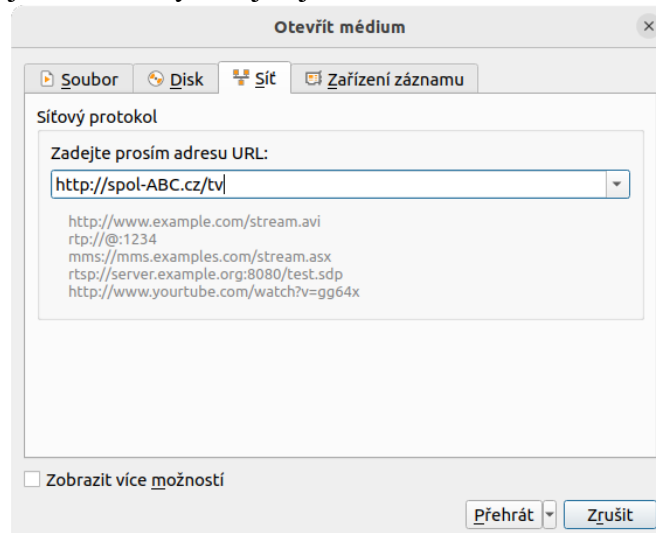 Otevřít médium
Soubor Disk Síť Zařízení záznamu
Síťový protokol
Zadejte prosím adresu URL:
http://spol-ABC.cz/tv
http://www.example.com/stream.avi
rtp://@:1234
mms://mms.examples.com/stream.asx
rtsp://server.example.org:8080/test.sdp
http://www.yourtube.com/watch?v=gg64x
Zobrazit více možností
Přehrát Zrušit